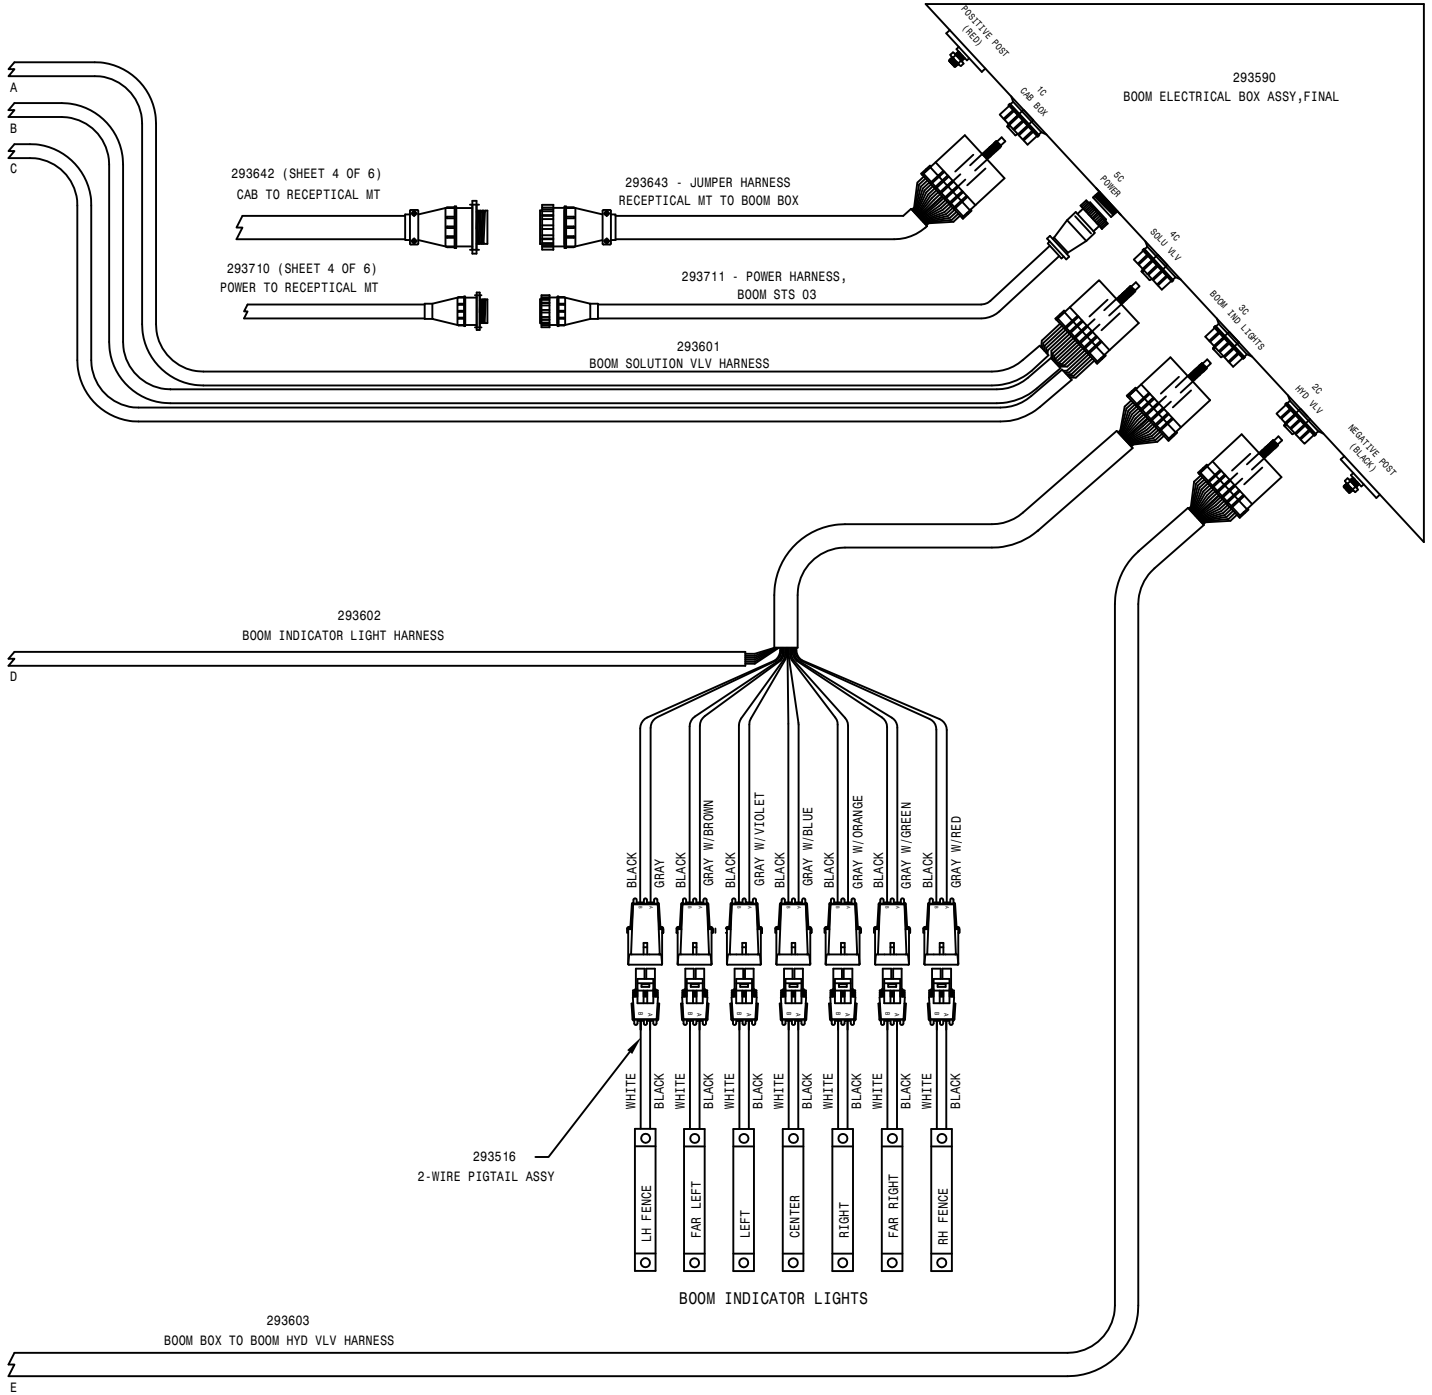 POSITIVE POST
(RED)
1C
CAB BOX
293590
BOOM ELECTRICAL BOX ASSY,FINAL
A
B
C
293642 (SHEET 4 OF 6)
CAB TO RECEPTICAL MT
293643 - JUMPER HARNESS
RECEPTICAL MT TO BOOM BOX
5C
POWER
4C
SOLU VLV
293710 (SHEET 4 OF 6)
POWER TO RECEPTICAL MT
293711 - POWER HARNESS,
BOOM STS 03
3C
BOOM IND LIGHTS
293601
BOOM SOLUTION VLV HARNESS
2C
HYD VLV
NEGATIVE POST
(BLACK)
293602
BOOM INDICATOR LIGHT HARNESS
D
BLACK
GRAY
BLACK
GRAY W/BROWN
BLACK
GRAY W/VIOLET
BLACK
GRAY W/BLUE
BLACK
GRAY W/ORANGE
BLACK
GRAY W/GREEN
BLACK
GRAY W/RED
B A
B A
B A
B A
B A
B A
B A
B A
B A
B A
B A
B A
B A
B A
WHITE
BLACK
WHITE
BLACK
WHITE
BLACK
WHITE
BLACK
WHITE
BLACK
WHITE
BLACK
WHITE
BLACK
293516
2-WIRE PIGTAIL ASSY
LH FENCE
FAR LEFT
LEFT
CENTER
RIGHT
FAR RIGHT
RH FENCE
BOOM INDICATOR LIGHTS
293603
BOOM BOX TO BOOM HYD VLV HARNESS
E